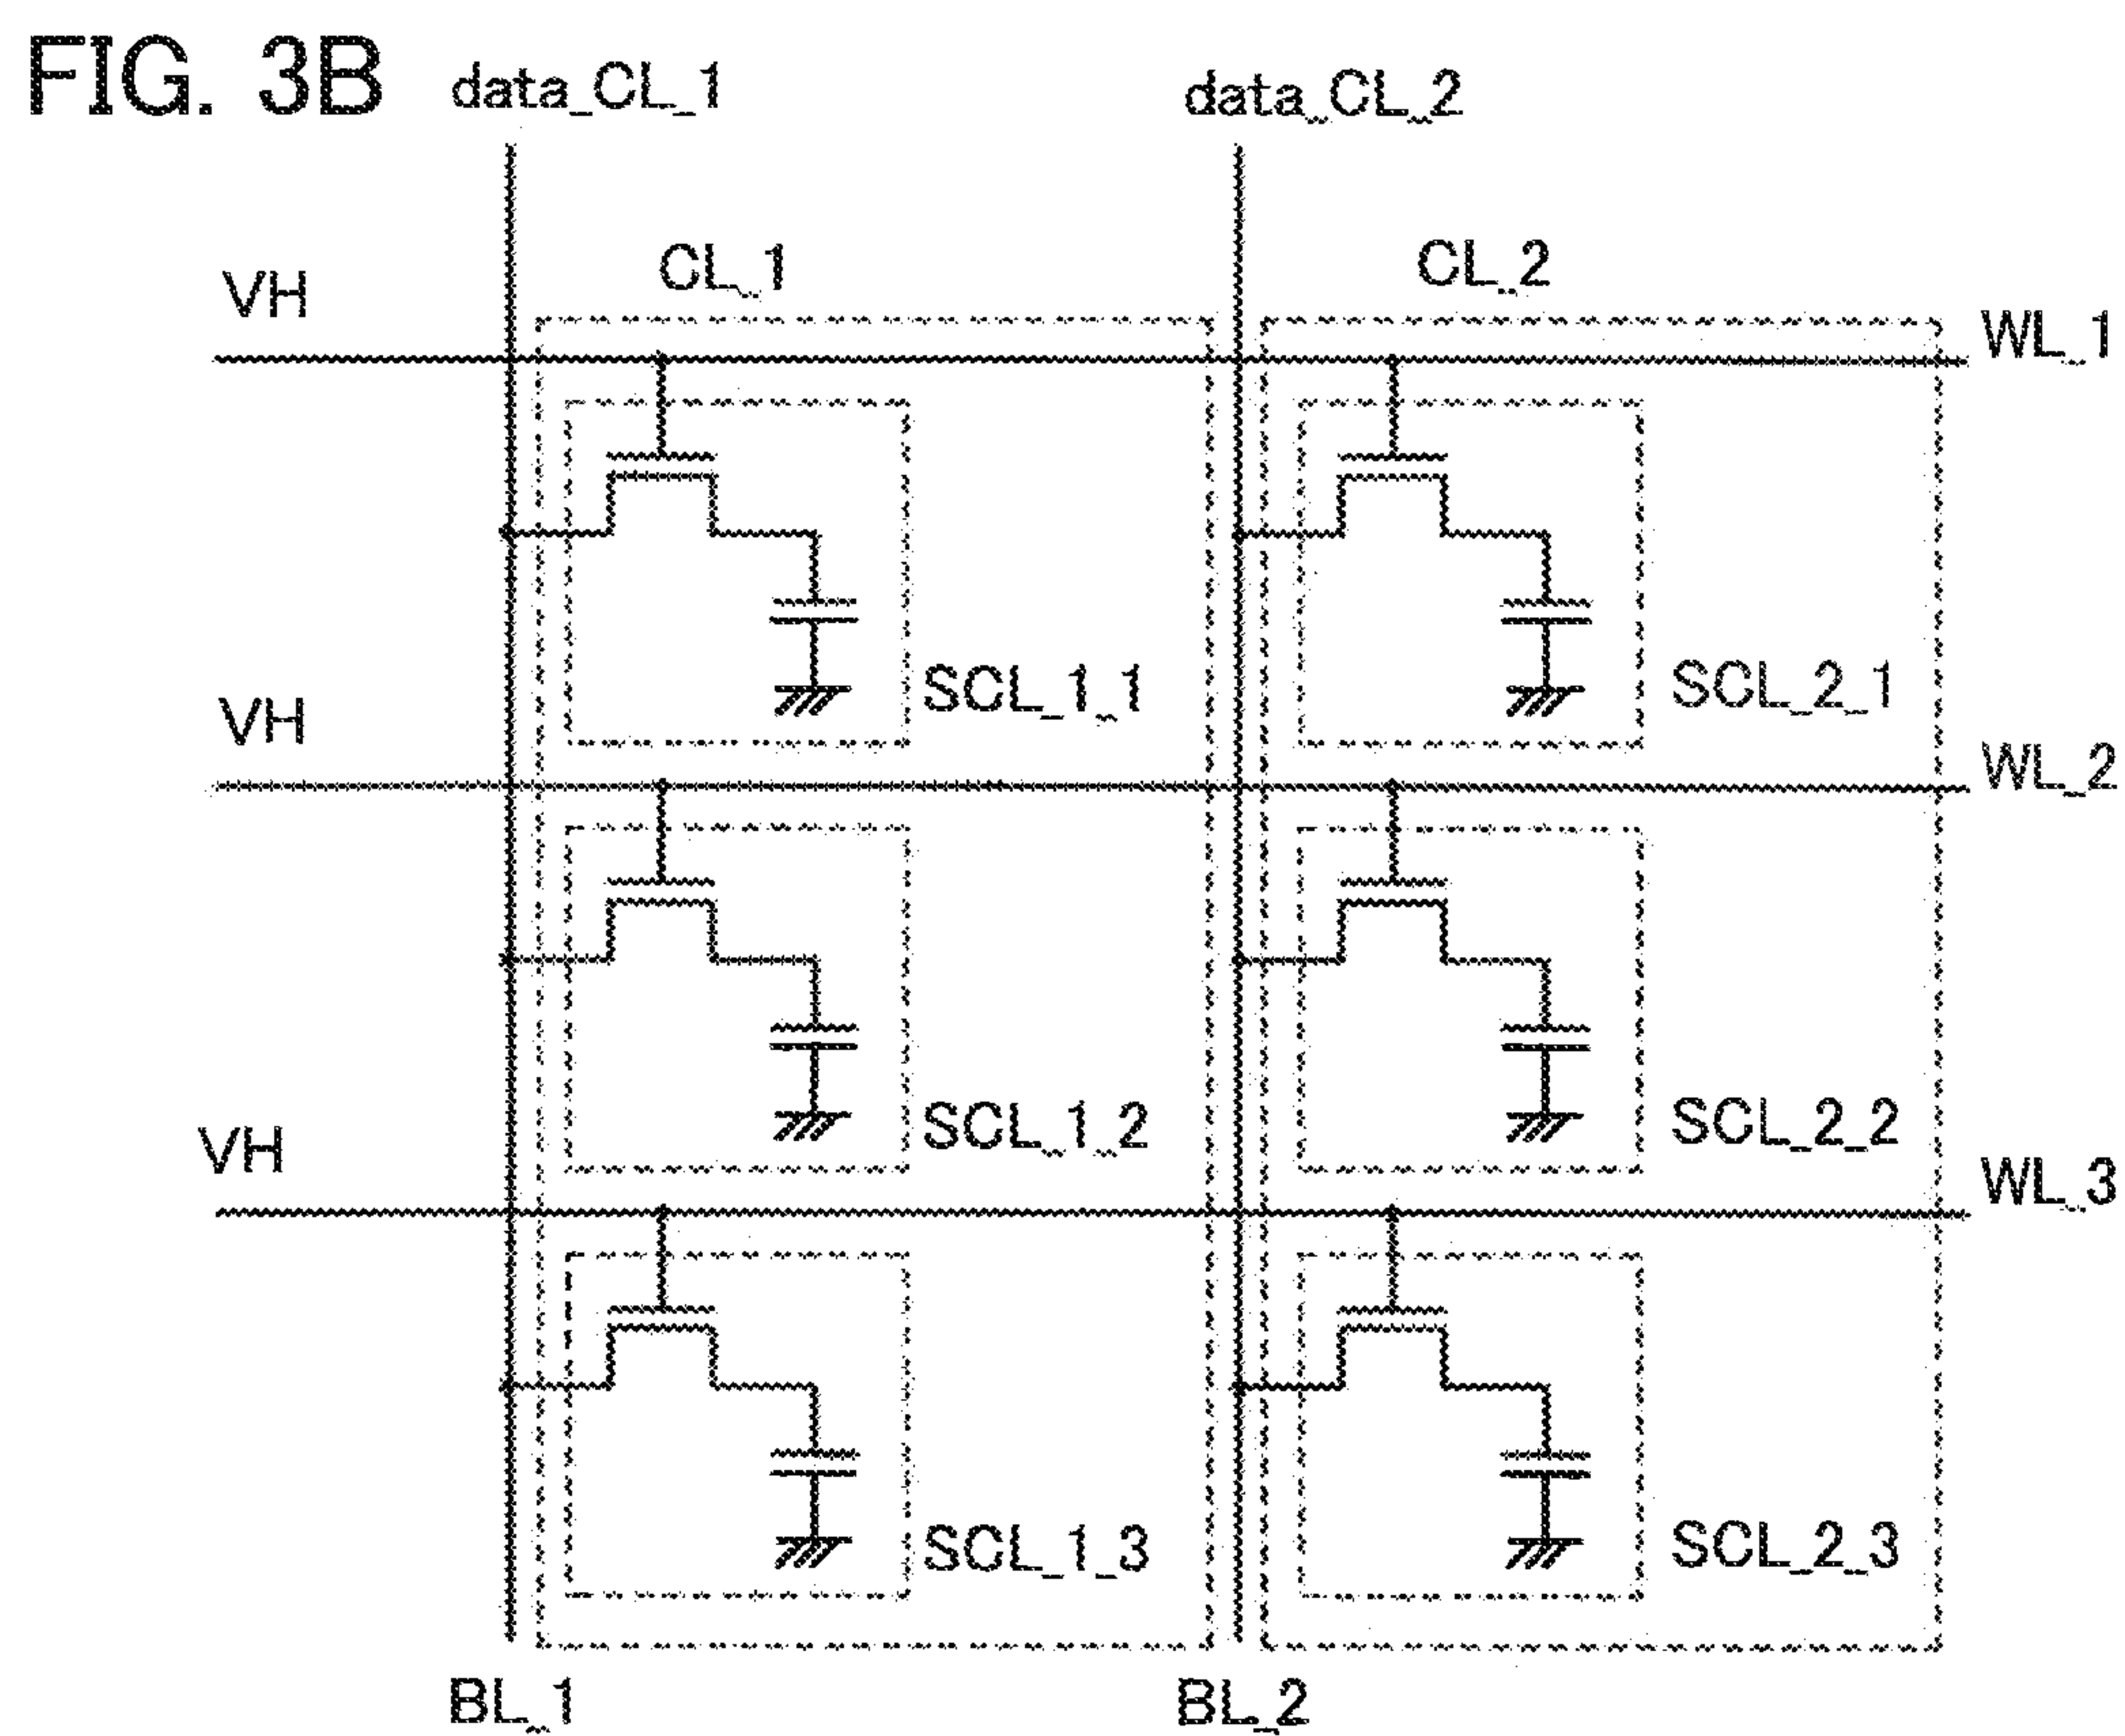 FIG. 3B
data_CL_1
data_CL_2
CL_1
CL_2
VH
WL_1
SCL_1_1
SCL_2_1
VH
WL_2
SCL_1_2
SCL_2_2
VH
WL_3
SCL_1_3
SCL_2_3
BL_1
BL_2